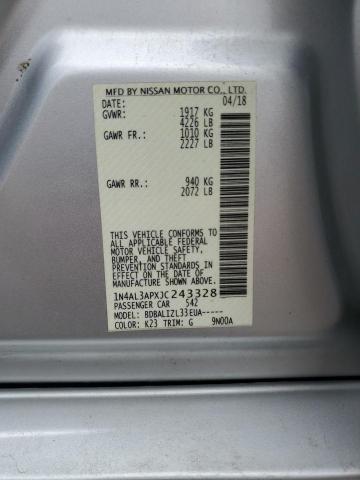 MFD BY NISSAN MOTOR CO., LTD.
DATE: 04/18
GVWR: 1917 KG
4226 LB
GAWR FR.: 1010 KG
2227 LB
GAWR RR.: 940 KG
2072 LB
THIS VEHICLE CONFORMS TO
ALL APPLICABLE FEDERAL
MOTOR VEHICLE SAFETY,
BUMPER, AND THEFT
PREVENTION STANDARDS IN
EFFECT ON THE DATE OF
MANUFACTURE SHOWN ABOVE.
1N4AL3APXJC243328
PASSENGER CAR 542
MODEL: BDBALIZL33EUA-----
COLOR: K23 TRIM: G 9N00A